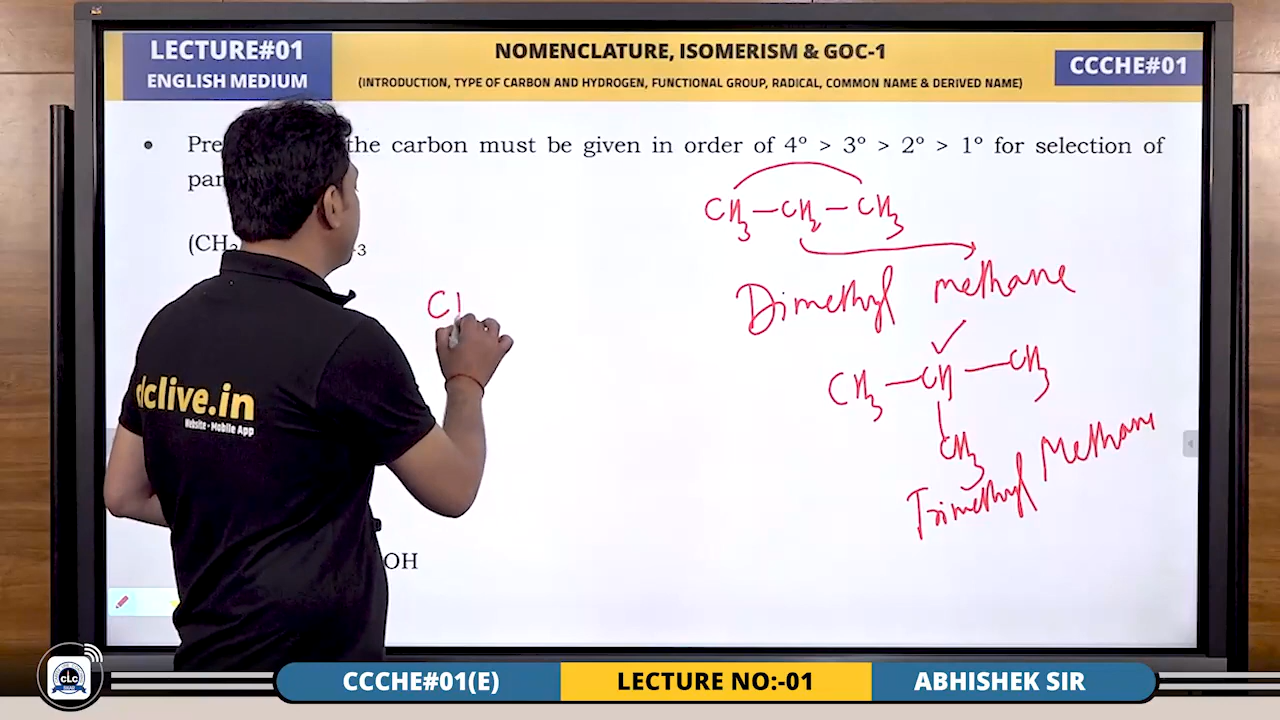 LECTURE#01
ENGLISH MEDIUM
NOMENCLATURE, ISOMERISM & GOC-1
(INTRODUCTION, TYPE OF CARBON AND HYDROGEN, FUNCTIONAL GROUP, RADICAL, COMMON NAME & DERIVED NAME)
CCCHE#01
the carbon must be given in order of 4° > 3° > 2° > 1° for selection of
CH3 — CH2 — CH3
(CH3
Dimethyl methane
CH3 — CH — CH3
CH3
Trimethyl Methane
OH
clclive.in
Website • Mobile App
CLC
CCCHE#01(E)
LECTURE NO:-01
ABHISHEK SIR